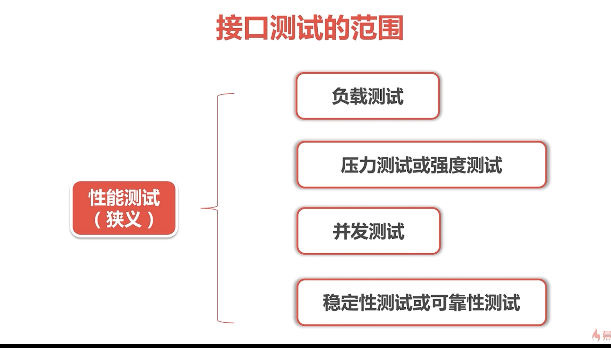 接口测试的范围
负载测试
压力测试或强度测试
性能测试
（狭义）
并发测试
稳定性测试或可靠性测试